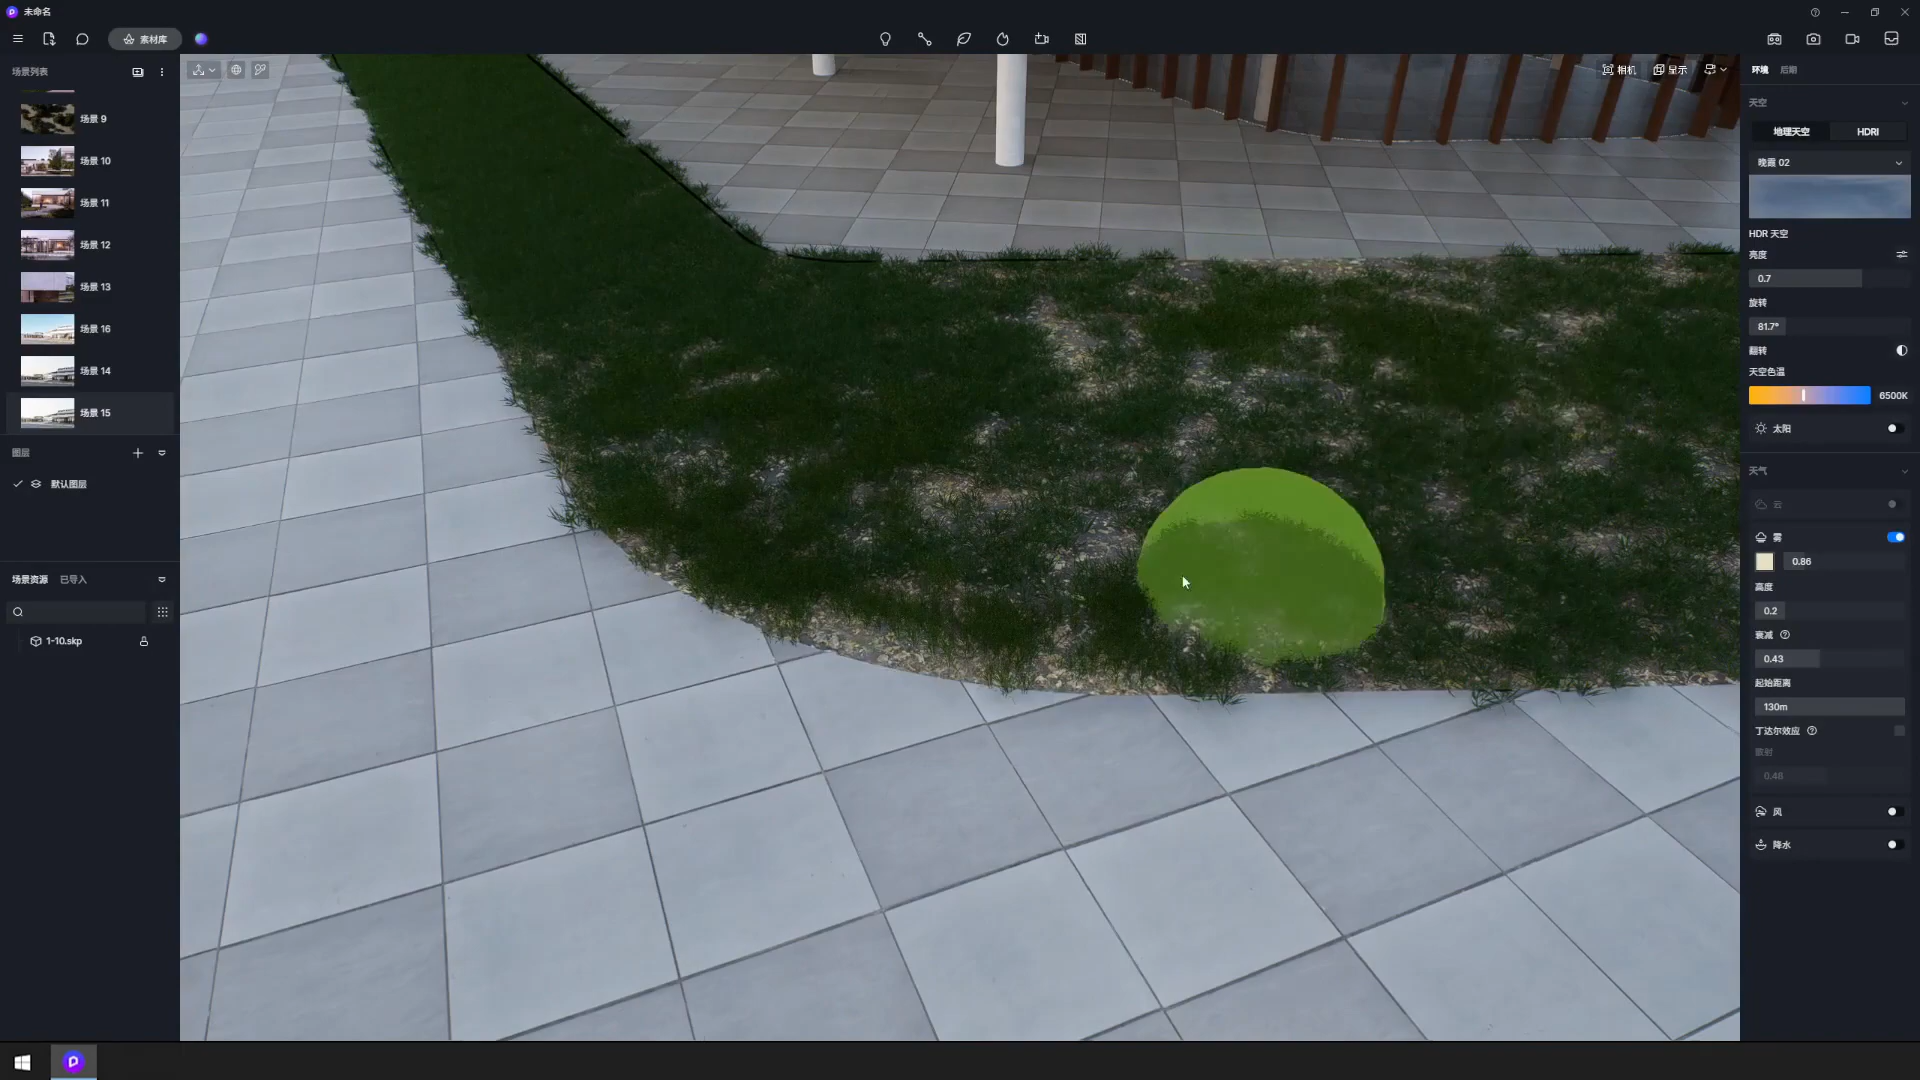 未命名
素材库
场景列表
场景 9
场景 10
场景 11
场景 12
场景 13
场景 16
场景 14
场景 15
图层
默认图层
场景资源 已导入
1-10.skp
相机 显示
环境 后期
天空
地理天空 HDRI
晚霞 02
HDR 天空
亮度
0.7
旋转
81.7°
翻转
天空色温
6500K
太阳
天气
云
雾
0.86
高度
0.2
衰减
0.43
起始距离
130m
丁达尔效应
散射
0.48
风
降水